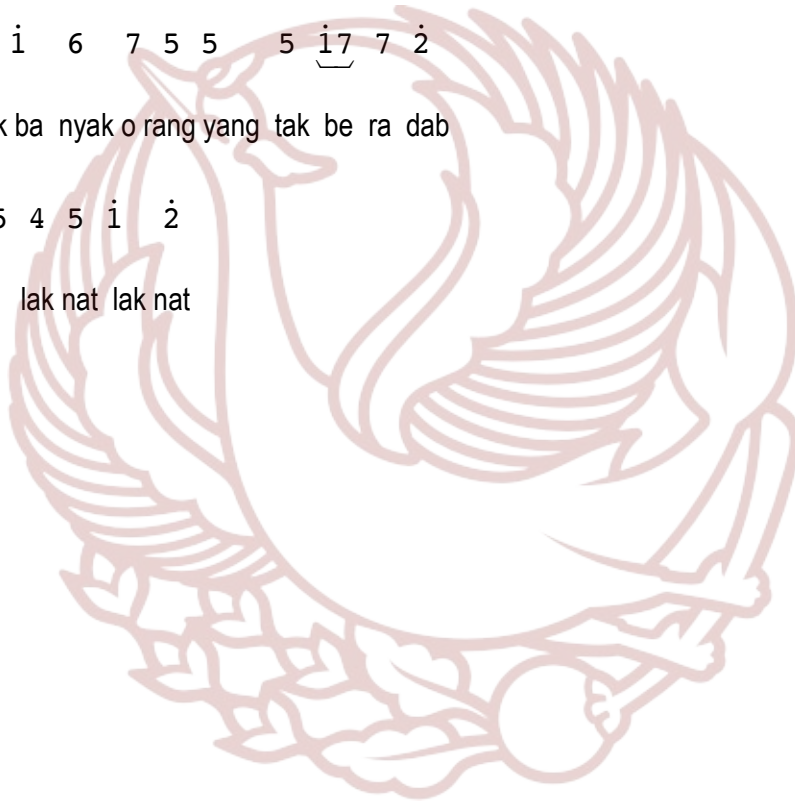 i̇ 6 7 5 5 5 i̇7 7 2̇
k ba nyak o rang yang tak be ra dab
5 4 5 i̇ 2̇
lak nat lak nat